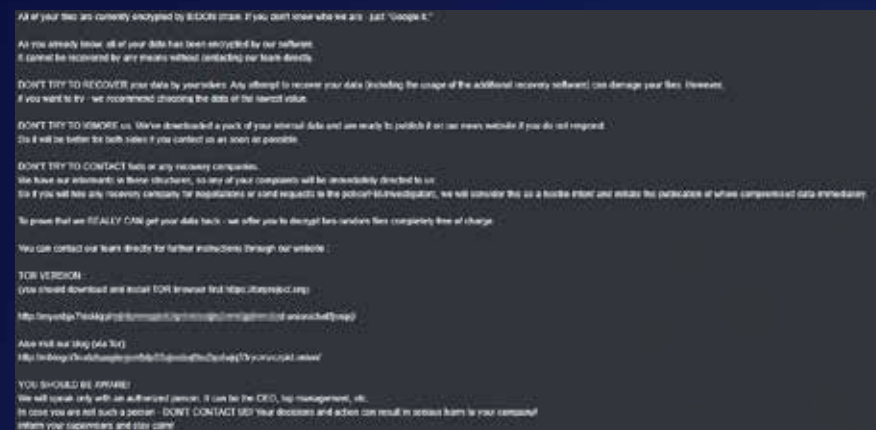 All of your files are currently encrypted by BIDON strain. If you don't know who we are - just "Google it."
As you already know, all of your data has been encrypted by our software.
It cannot be recovered by any means without contacting our team directly.
DON'T TRY TO RECOVER your data by yourselves. Any attempt to recover your data (including the usage of the additional recovery software) can damage your files. However,
if you want to try - we recommend choosing the data of the lowest value.
DON'T TRY TO IGNORE us. We've downloaded a pack of your internal data and are ready to publish it on our news website if you do not respond.
So it will be better for both sides if you contact us as soon as possible.
DON'T TRY TO CONTACT feds or any recovery companies.
We have our informants in these structures, so any of your complaints will be immediately directed to us.
So if you will hire any recovery company for negotiations or send requests to the police/FBI/investigators, we will consider this as a hostile intent and initiate the publication of whole compromised data immediately.
To prove that we REALLY CAN get your data back - we offer you to decrypt two random files completely free of charge.
You can contact our team directly for further instructions through our website :
TOR VERSION :
(you should download and install TOR browser first https://torproject.org)
Also visit our blog (via Tor):
YOU SHOULD BE AWARE!
We will speak only with an authorized person. It can be the CEO, top management, etc.
In case you are not such a person - DON'T CONTACT US! Your decisions and action can result in serious harm to your company!
Inform your supervisors and stay calm!